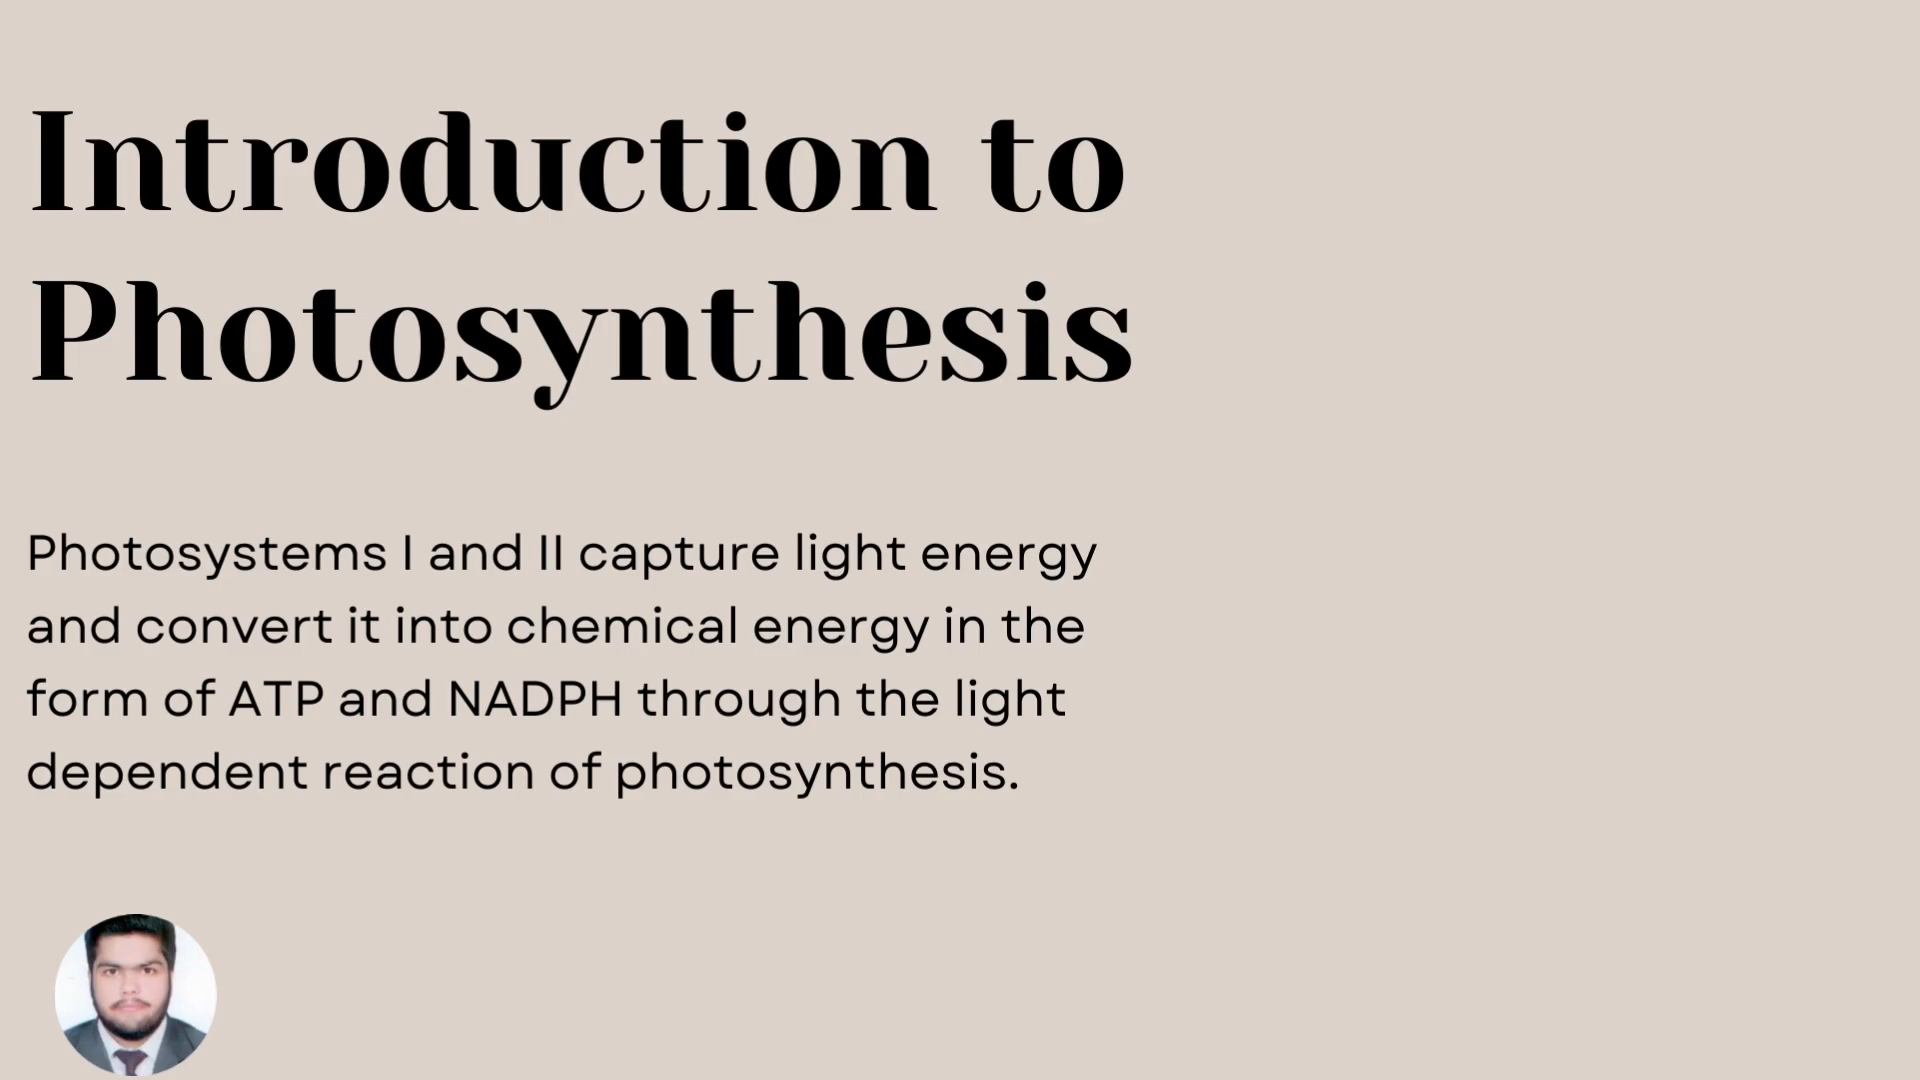 Introduction to
Photosynthesis
Photosystems I and II capture light energy
and convert it into chemical energy in the
form of ATP and NADPH through the light
dependent reaction of photosynthesis.